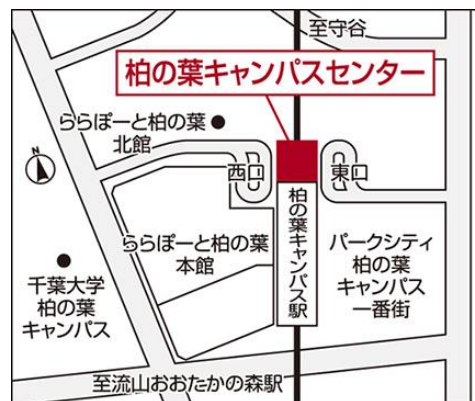 至守谷
柏の葉キャンパスセンター
ららぽーと柏の葉
北館
N
西口
東口
柏の葉キャンパス駅
ららぽーと柏の葉
本館
パークシティ
柏の葉
キャンパス
一番街
千葉大学
柏の葉
キャンパス
至流山おおたかの森駅